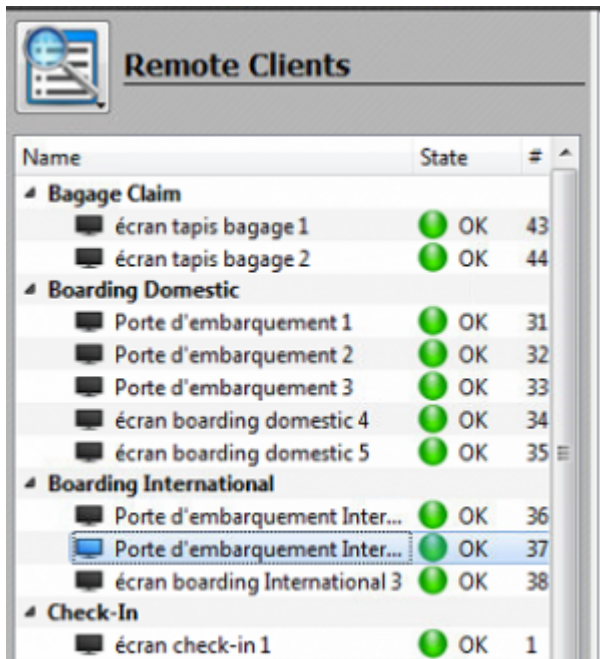 Remote Clients
Name State #
Bagage Claim
écran tapis bagage 1 OK 43
écran tapis bagage 2 OK 44
Boarding Domestic
Porte d'embarquement 1 OK 31
Porte d'embarquement 2 OK 32
Porte d'embarquement 3 OK 33
écran boarding domestic 4 OK 34
écran boarding domestic 5 OK 35
Boarding International
Porte d'embarquement Inter... OK 36
Porte d'embarquement Inter... OK 37
écran boarding International 3 OK 38
Check-In
écran check-in 1 OK 1